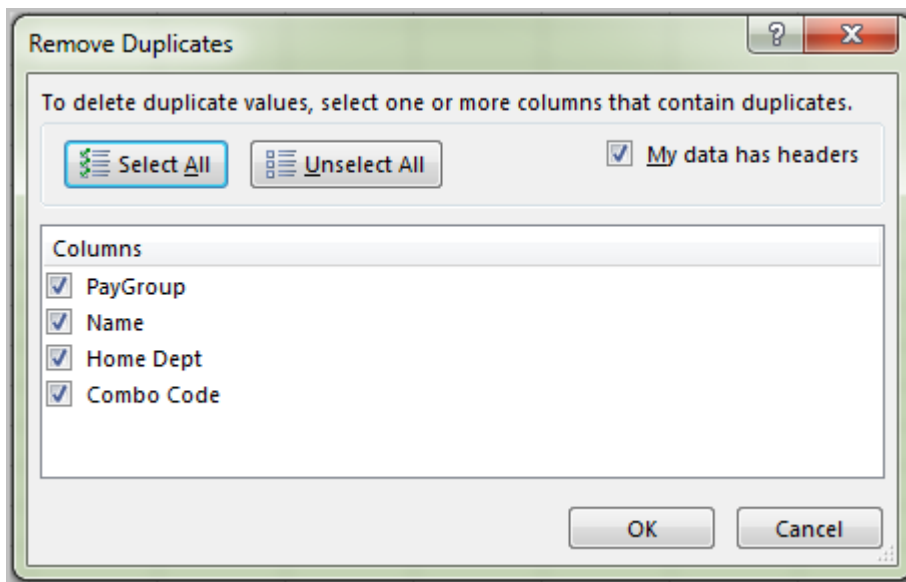 Remove Duplicates
To delete duplicate values, select one or more columns that contain duplicates.
Select All Unselect All My data has headers
Columns
PayGroup
Name
Home Dept
Combo Code
OK Cancel